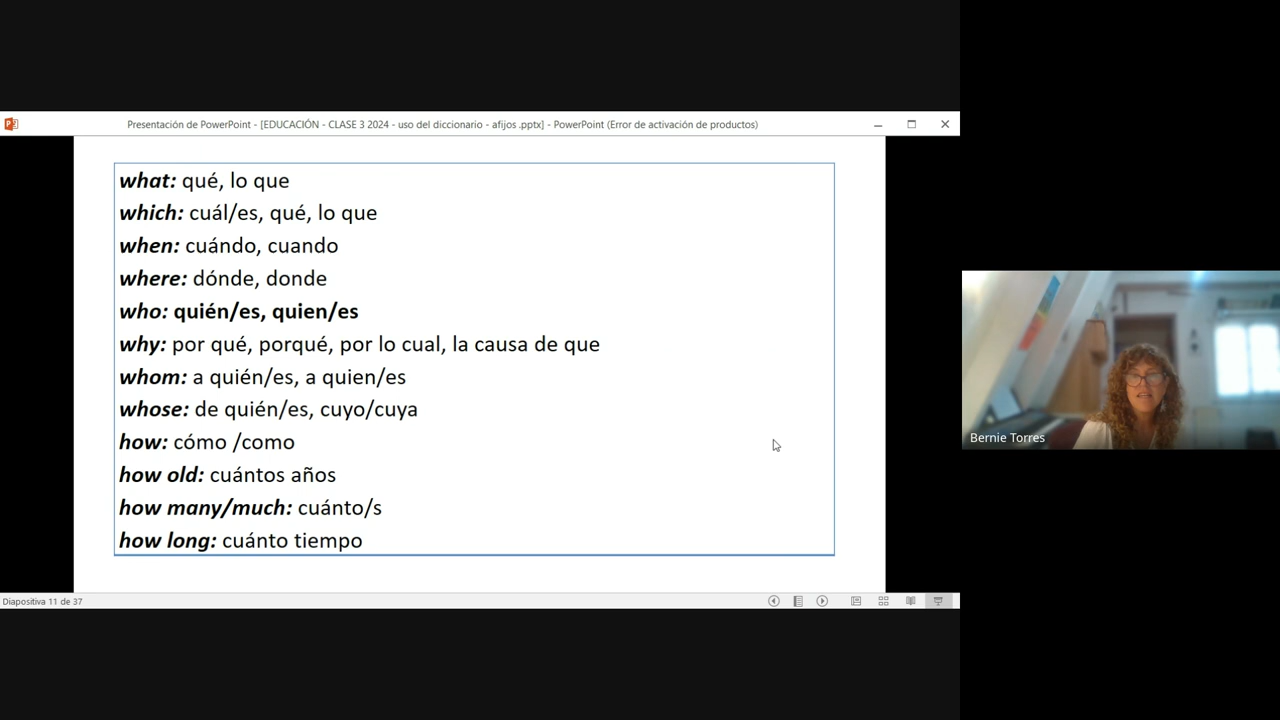 Presentación de PowerPoint - [EDUCACIÓN - CLASE 3 2024 - uso del diccionario - afijos .pptx] - PowerPoint (Error de activación de productos)
what: qué, lo que
which: cuál/es, qué, lo que
when: cuándo, cuando
where: dónde, donde
who: quién/es, quien/es
why: por qué, porqué, por lo cual, la causa de que
whom: a quién/es, a quien/es
whose: de quién/es, cuyo/cuya
how: cómo /como
how old: cuántos años
how many/much: cuánto/s
how long: cuánto tiempo
Diapositiva 11 de 37
Bernie Torres